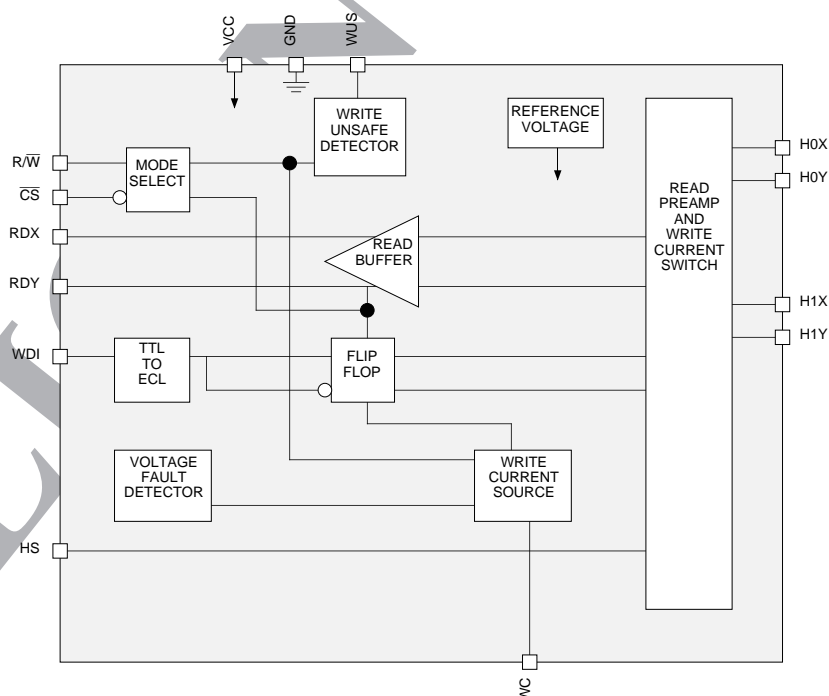 VCC
GND
WUS
WRITE
UNSAFE
DETECTOR
REFERENCE
VOLTAGE
R/W̅
MODE
SELECT
C̅S̅
RDX
RDY
READ
BUFFER
READ
PREAMP
AND
WRITE
CURRENT
SWITCH
H0X
H0Y
H1X
H1Y
WDI
TTL
TO
ECL
FLIP
FLOP
VOLTAGE
FAULT
DETECTOR
WRITE
CURRENT
SOURCE
HS
WC